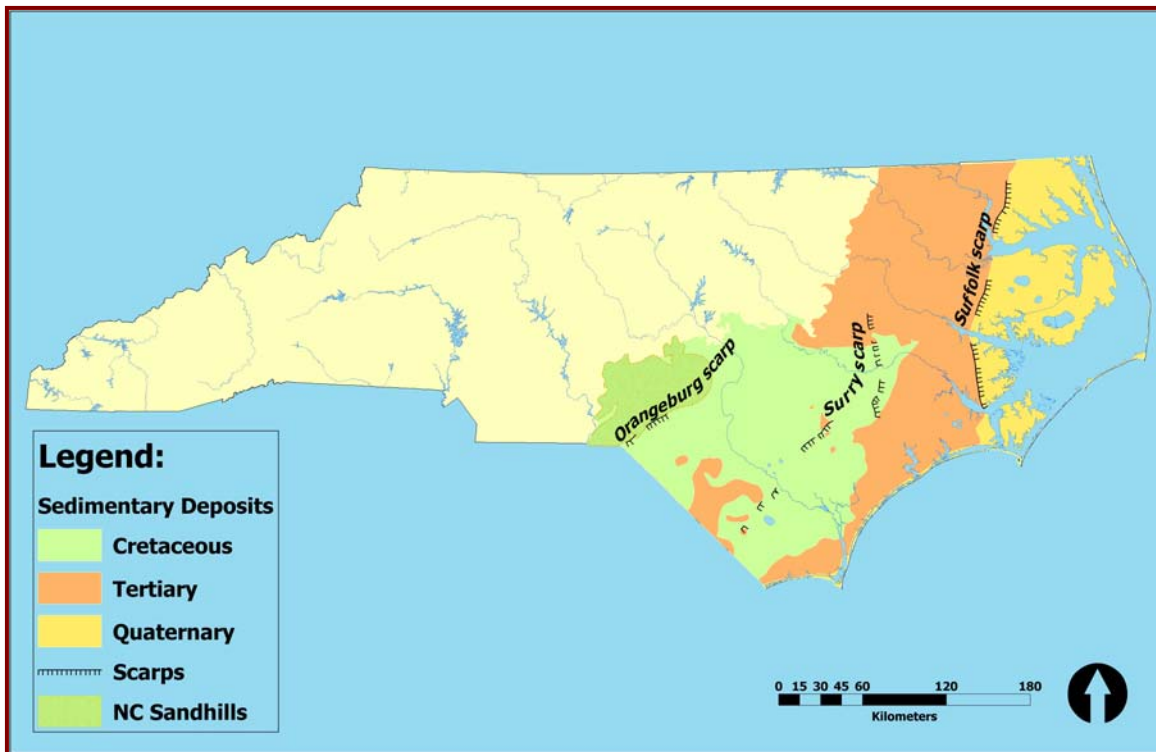 Suffolk scarp
Surry scarp
Orangeburg scarp
Legend:
Sedimentary Deposits
Cretaceous
Tertiary
Quaternary
Scarps
NC Sandhills
0 15 30 45 60 120 180
Kilometers